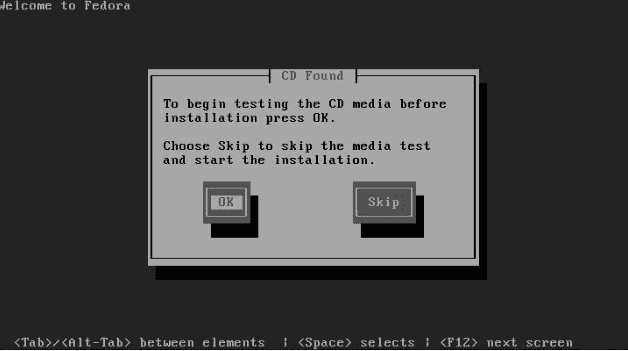 Welcome to Fedora
CD Found
To begin testing the CD media before
installation press OK.
Choose Skip to skip the media test
and start the installation.
OK Skip
<Tab>/<Alt-Tab> between elements | <Space> selects | <F12> next screen